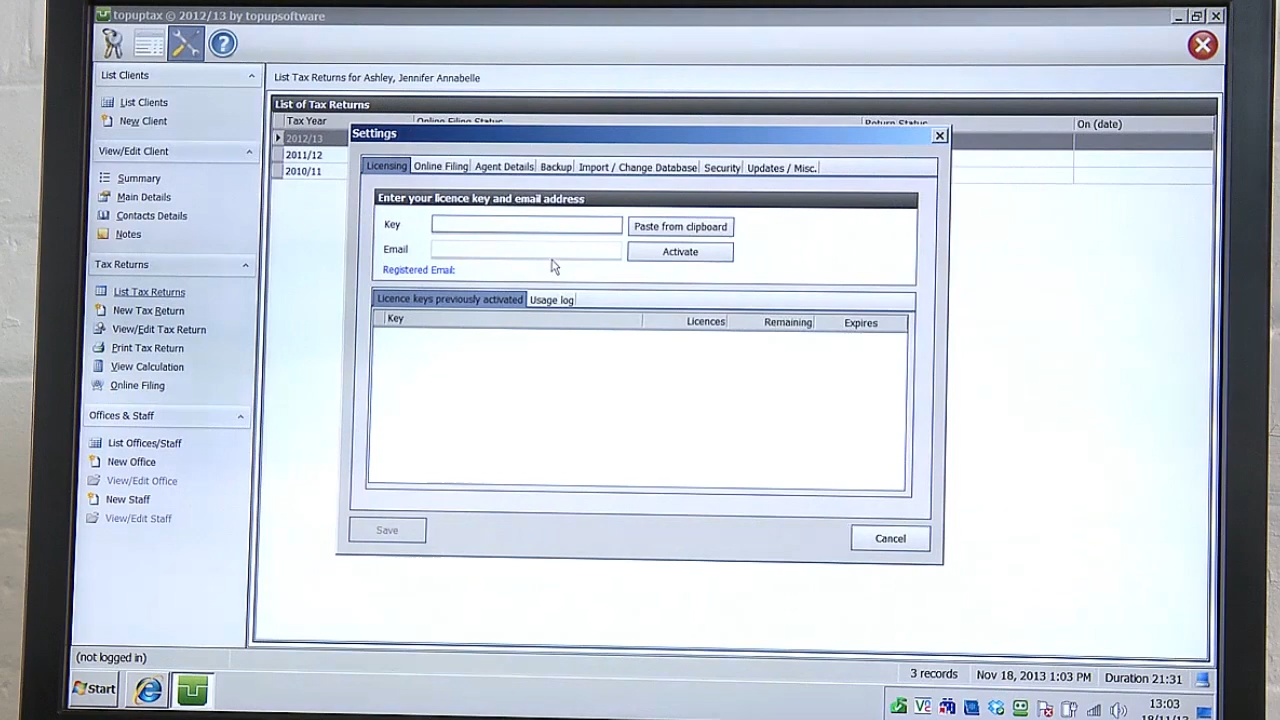 topuptax © 2012/13 by topupsoftware
List Clients
List Clients
New Client
View/Edit Client
Summary
Main Details
Contacts Details
Notes
Tax Returns
List Tax Returns
New Tax Return
View/Edit Tax Return
Print Tax Return
View Calculation
Online Filing
Offices & Staff
List Offices/Staff
New Office
View/Edit Office
New Staff
View/Edit Staff
List Tax Returns for Ashley, Jennifer Annabelle
List of Tax Returns
Tax Year Online Filing Status Return Status On (date)
2012/13
2011/12
2010/11
Settings
Licensing Online Filing Agent Details Backup Import / Change Database Security Updates / Misc.
Enter your licence key and email address
Key Paste from clipboard
Email Activate
Registered Email:
Licence keys previously activated Usage log
Key Licences Remaining Expires
Save Cancel
(not logged in) 3 records Nov 18, 2013 1:03 PM Duration 21:31
Start 13:03
18/11/13